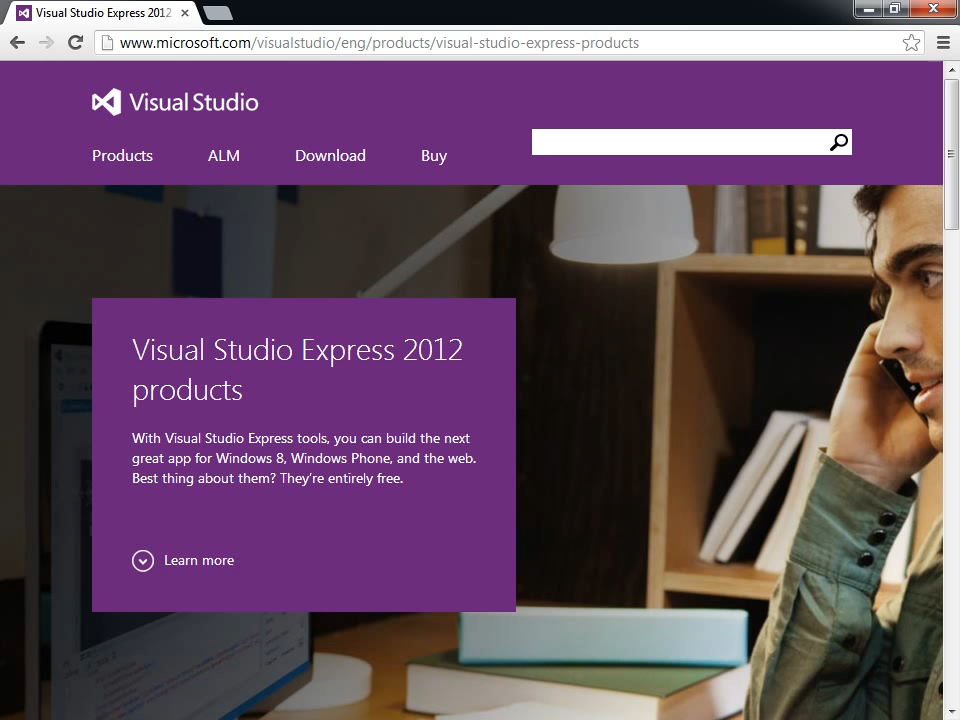 Visual Studio Express 2012
www.microsoft.com/visualstudio/eng/products/visual-studio-express-products
Visual Studio
Products ALM Download Buy
Visual Studio Express 2012
products
With Visual Studio Express tools, you can build the next
great app for Windows 8, Windows Phone, and the web.
Best thing about them? They're entirely free.
Learn more